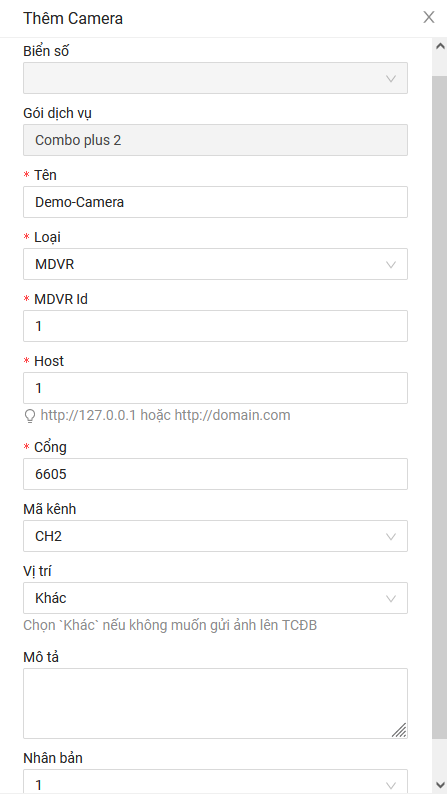 Thêm Camera
Biển số
Gói dịch vụ
Combo plus 2
* Tên
Demo-Camera
* Loại
MDVR
* MDVR Id
1
* Host
1
http://127.0.0.1 hoặc http://domain.com
* Cổng
6605
Mã kênh
CH2
Vị trí
Khác
Chọn `Khác` nếu không muốn gửi ảnh lên TCĐB
Mô tả
Nhân bản
1